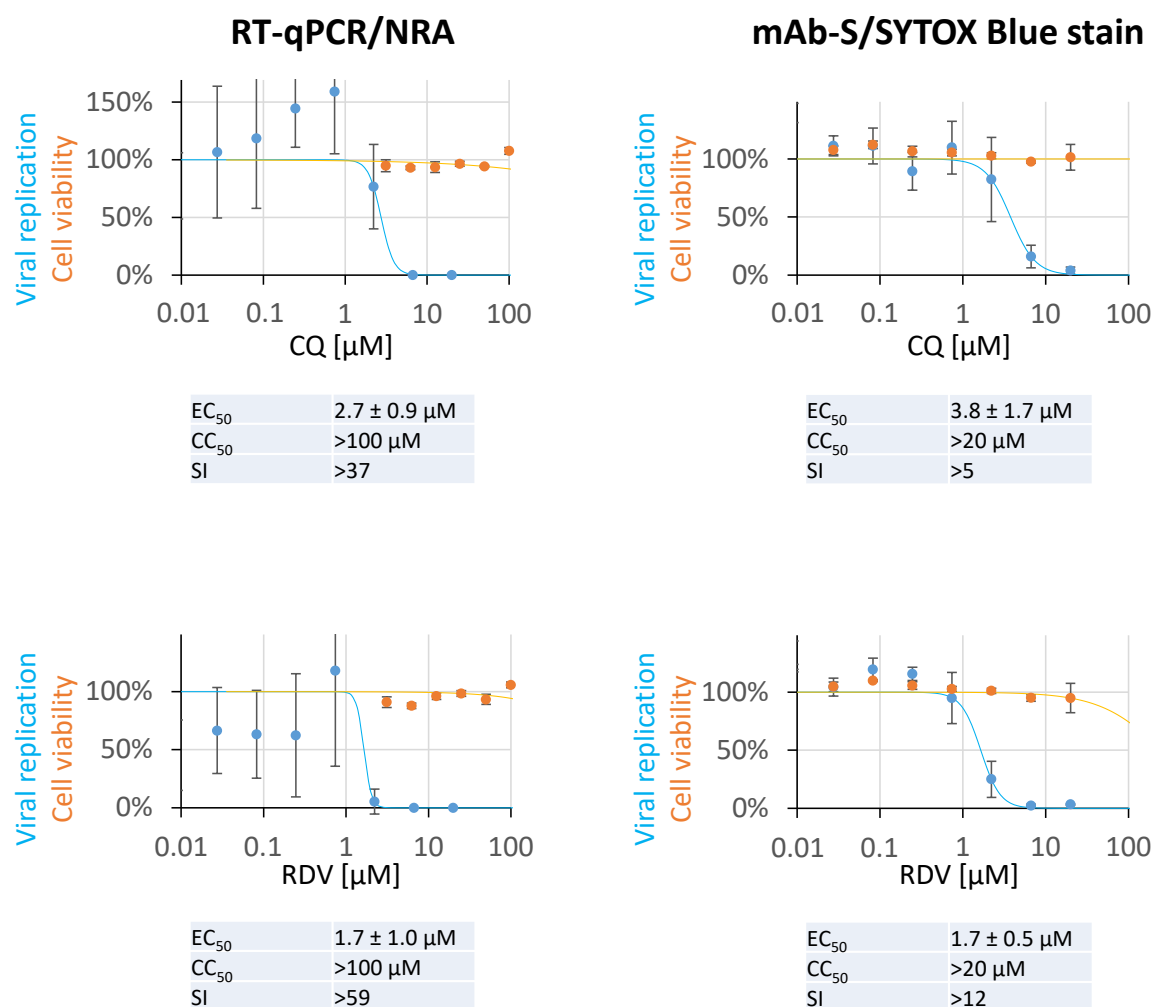 RT-qPCR/NRA
mAb-S/SYTOX Blue stain
Viral replication
Cell viability
150%
100%
50%
0%
0.01 0.1 1 10 100
CQ [µM]
Viral replication
Cell viability
100%
50%
0%
0.01 0.1 1 10 100
CQ [µM]
EC50 2.7 ± 0.9 µM
CC50 >100 µM
SI >37
EC50 3.8 ± 1.7 µM
CC50 >20 µM
SI >5
Viral replication
Cell viability
100%
50%
0%
0.01 0.1 1 10 100
RDV [µM]
Viral replication
Cell viability
100%
50%
0%
0.01 0.1 1 10 100
RDV [µM]
EC50 1.7 ± 1.0 µM
CC50 >100 µM
SI >59
EC50 1.7 ± 0.5 µM
CC50 >20 µM
SI >12